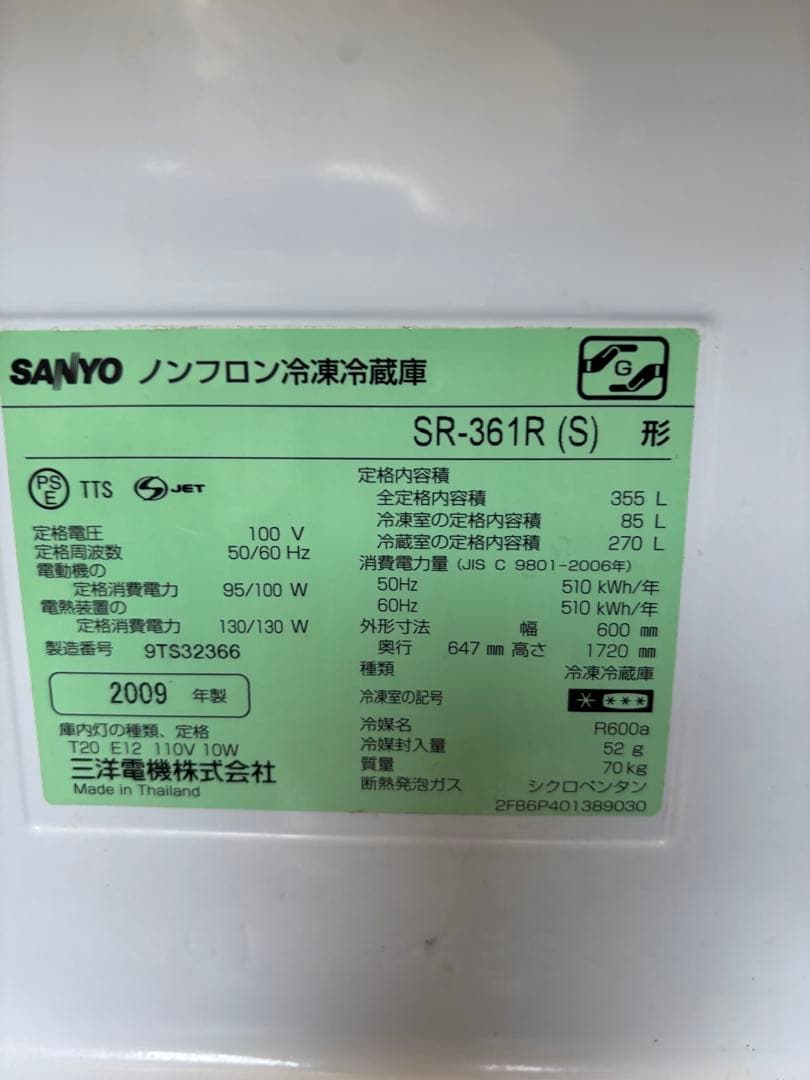 SANYO ノンフロン冷凍冷蔵庫
G
SR-361R (S) 形
PS
E
TTS
S JET
定格電圧 100 V
定格周波数 50/60 Hz
電動機の
定格消費電力 95/100 W
電熱装置の
定格消費電力 130/130 W
製造番号 9TS32366
2009 年製
庫内灯の種類、定格
T20 E12 110V 10W
三洋電機株式会社
Made in Thailand
定格内容積
全定格内容積 355 L
冷凍室の定格内容積 85 L
冷蔵室の定格内容積 270 L
消費電力量 (JIS C 9801-2006年)
50Hz 510 kWh/年
60Hz 510 kWh/年
外形寸法 幅 600 mm
奥行 647 mm 高さ 1720 mm
種類 冷凍冷蔵庫
冷凍室の記号 * ***
冷媒名 R600a
冷媒封入量 52 g
質量 70 kg
断熱発泡ガス シクロペンタン
2FB6P401389030